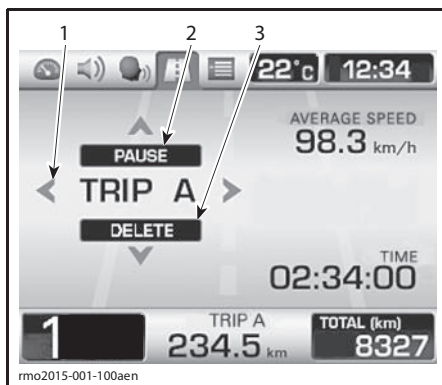 1 2 3
22°c 12:34
AVERAGE SPEED
98.3 km/h
PAUSE
TRIP A
DELETE
TIME
02:34:00
1
TRIP A
234.5 km
TOTAL (km)
8327
rmo2015-001-100aen